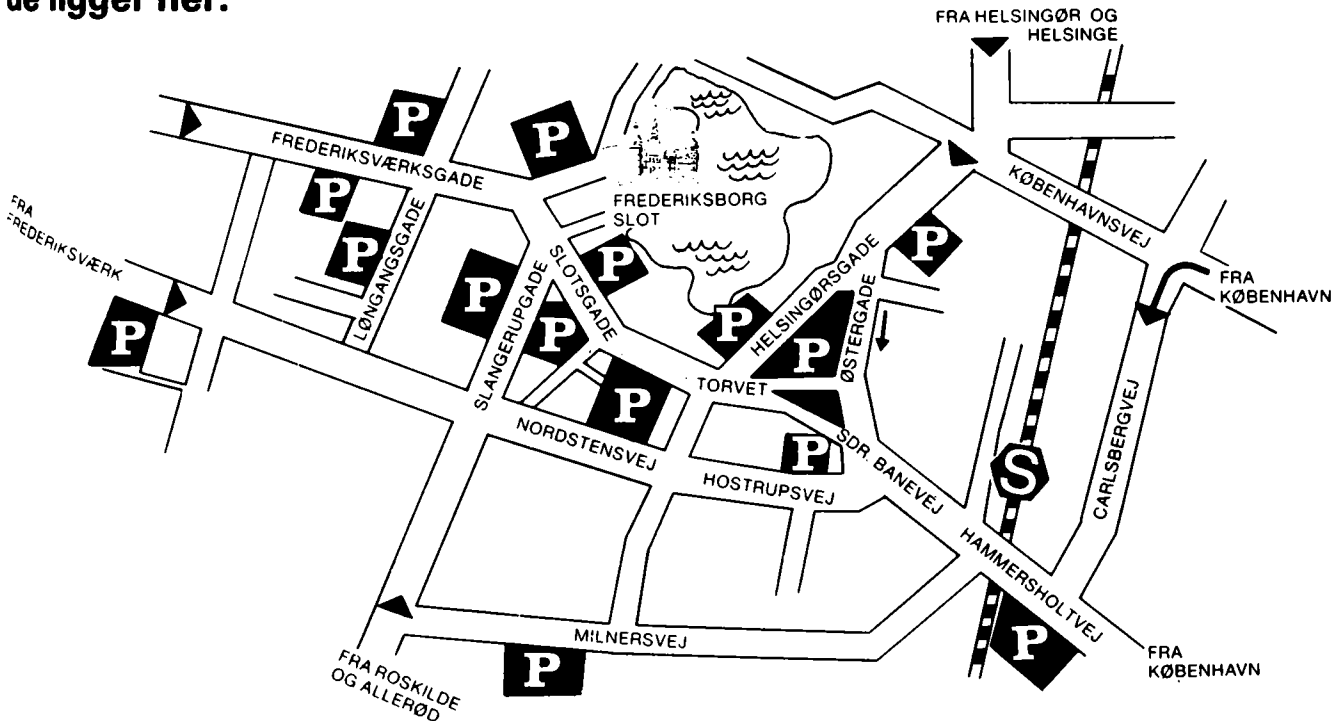 de ligger her:
FRA HELSINGØR OG
HELSINGE
P
P
FREDERIKSVÆRKSGADE
FREDERIKSBORG
SLOT
KØBENHAVNSVEJ
FRA
FREDERIKSVÆRK
P
P
LØNGANGSGADE
SLOTSGADE
P
HELSINGØRSGADE
P
FRA
KØBENHAVN
P
SLANGERUPGADE
P
P
P
P
ØSTERGADE
TORVET
P
NORDSTENSVEJ
P
SDR. BANEVEJ
S
HOSTRUPSVEJ
CARLSBERGVEJ
HAMMERSHOLTVEJ
MILNERSVEJ
P
P
FRA
KØBENHAVN
FRA ROSKILDE
OG ALLERØD